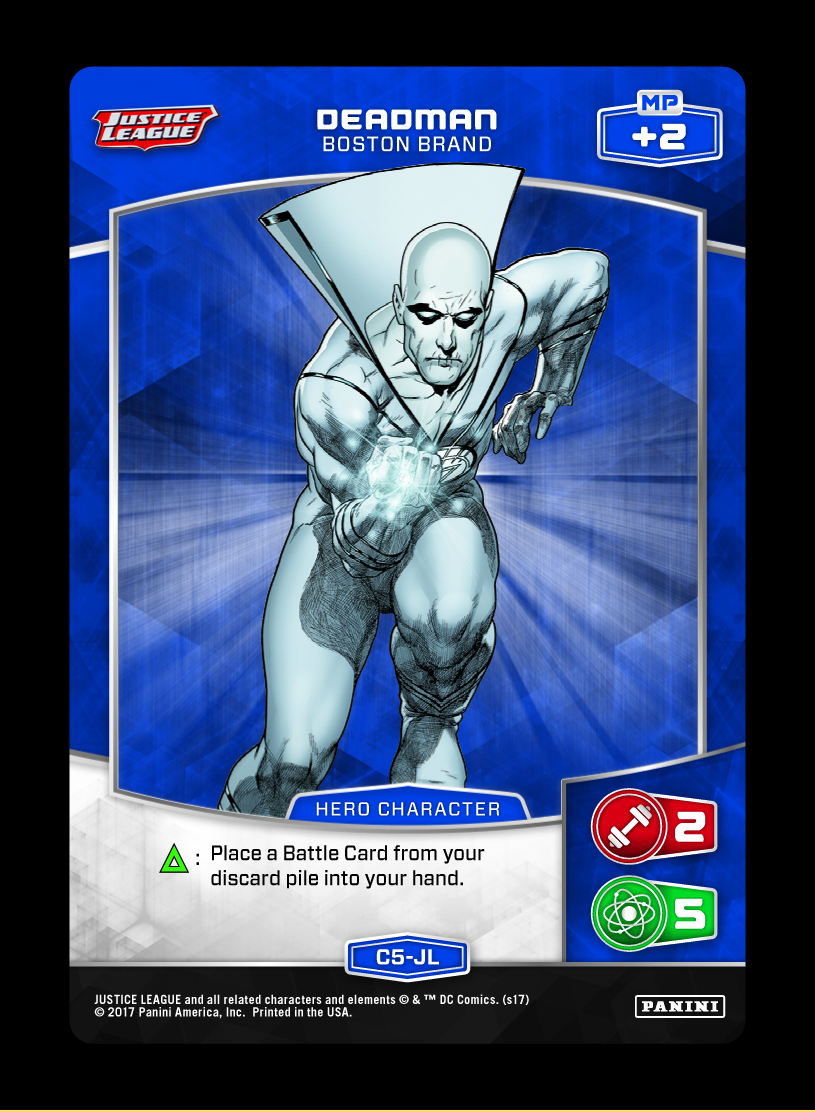 JUSTICE
LEAGUE
DEADMAN
BOSTON BRAND
MP
+2
HERO CHARACTER
: Place a Battle Card from your
discard pile into your hand.
2
5
C5-JL
JUSTICE LEAGUE and all related characters and elements © & ™ DC Comics. (s17)
© 2017 Panini America, Inc. Printed in the USA.
PANINI